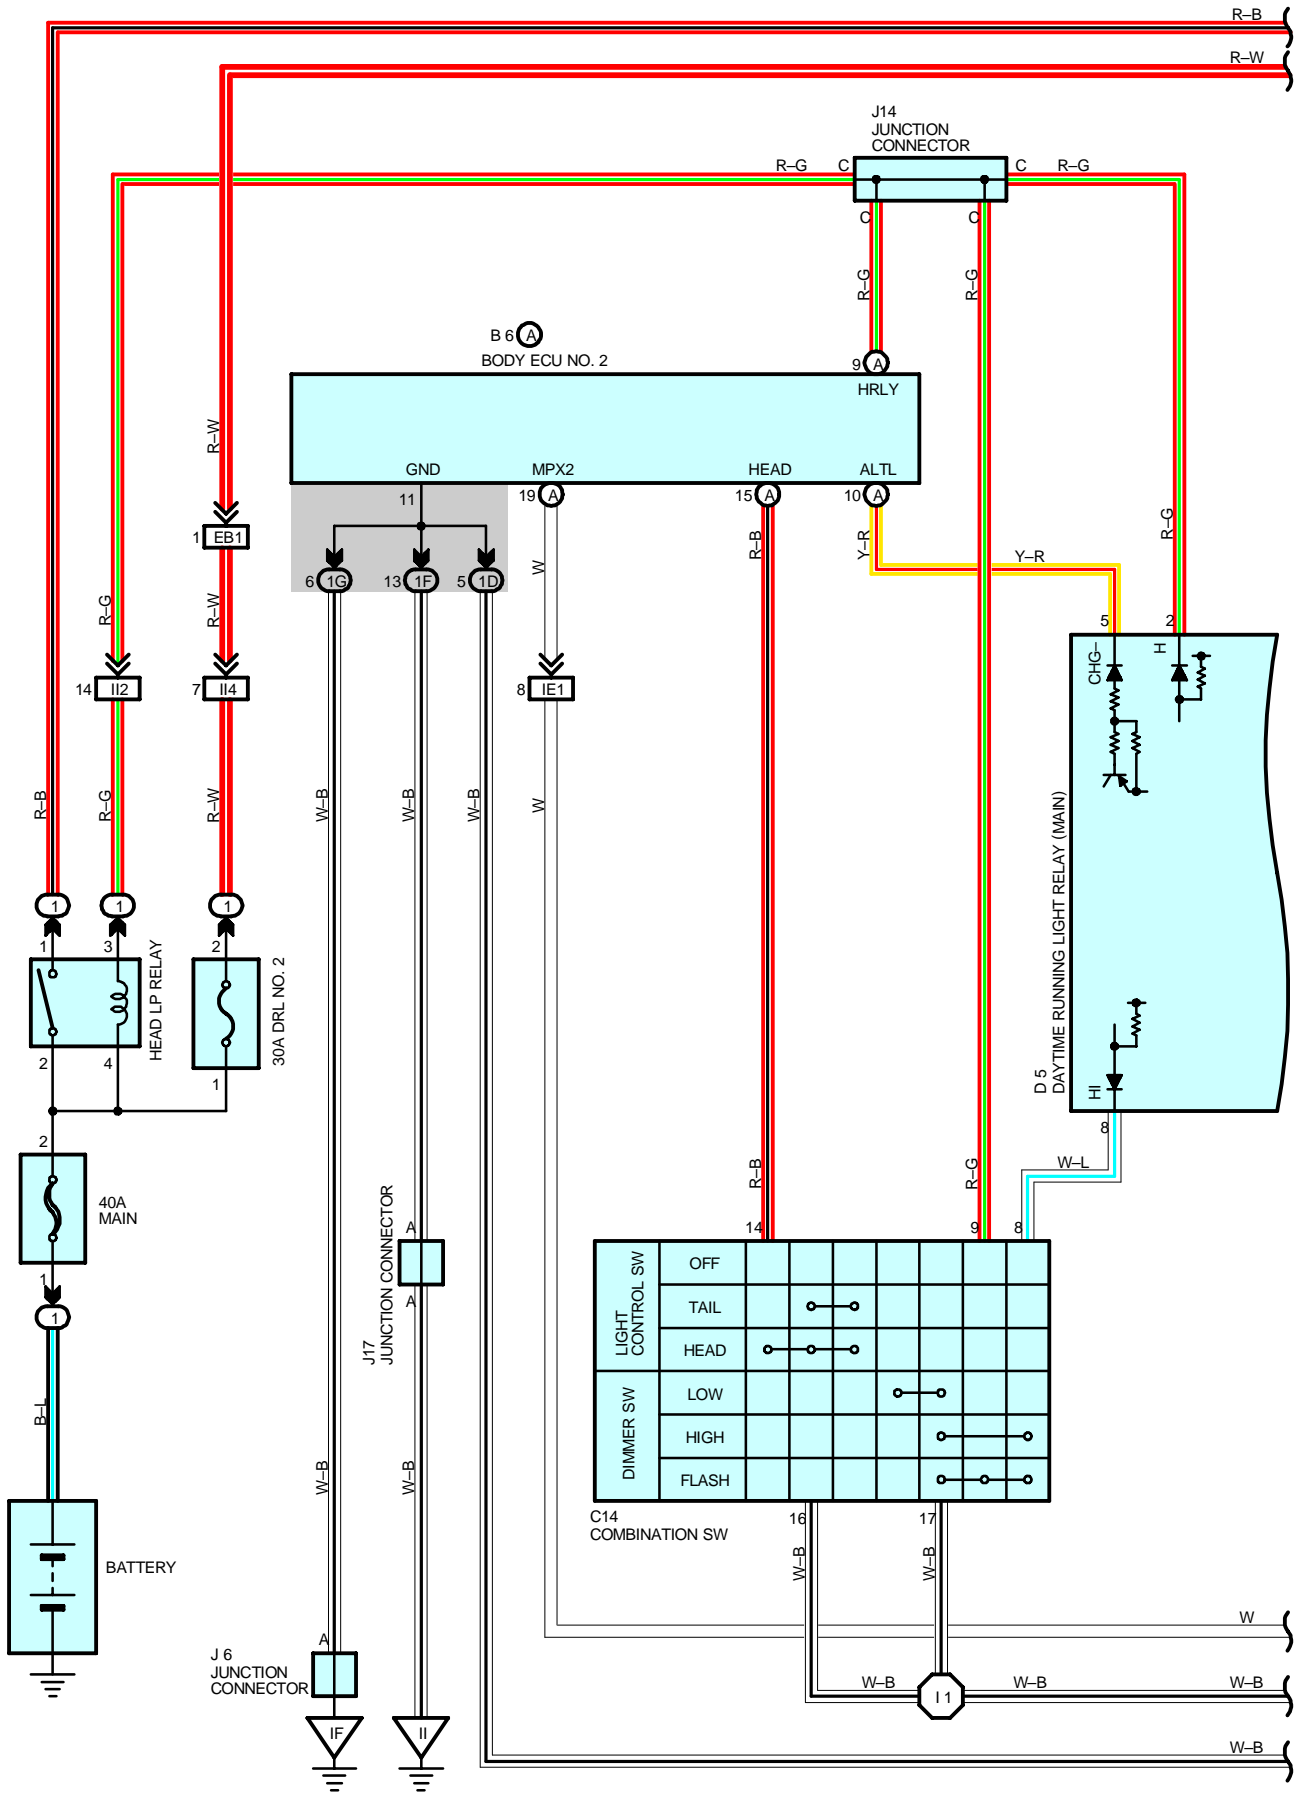 R–B
R–W
J14
JUNCTION
CONNECTOR
R–G C
C R–G
C
C
R–G
R–G
B 6 A
BODY ECU NO. 2
9 A
HRLY
R–W
GND
MPX2
HEAD
ALTL
11
19 A
15 A
10 A
1 EB1
R–B
Y–R
R–G
Y–R
W
6 1G
13 1F
5 1D
R–G
R–W
5
2
CHG–
H
14 II2
7 II4
8 IE1
R–B
R–G
R–W
W–B
W–B
W–B
W
DAYTIME RUNNING LIGHT RELAY (MAIN)
D 5
1
1
1
1
3
2
HEAD LP RELAY
30A DRL NO. 2
2
4
1
HI
8
2
40A
MAIN
1
1
W–L
R–B
R–G
J17
JUNCTION CONNECTOR
A
A
14
9
8
LIGHT
CONTROL SW
OFF
TAIL
HEAD
DIMMER SW
LOW
HIGH
FLASH
B–L
W–B
W–B
C14
COMBINATION SW
16
17
BATTERY
W–B
W–B
W
J 6
JUNCTION
CONNECTOR
A
W–B
I 1
W–B
W–B
IF
II
W–B